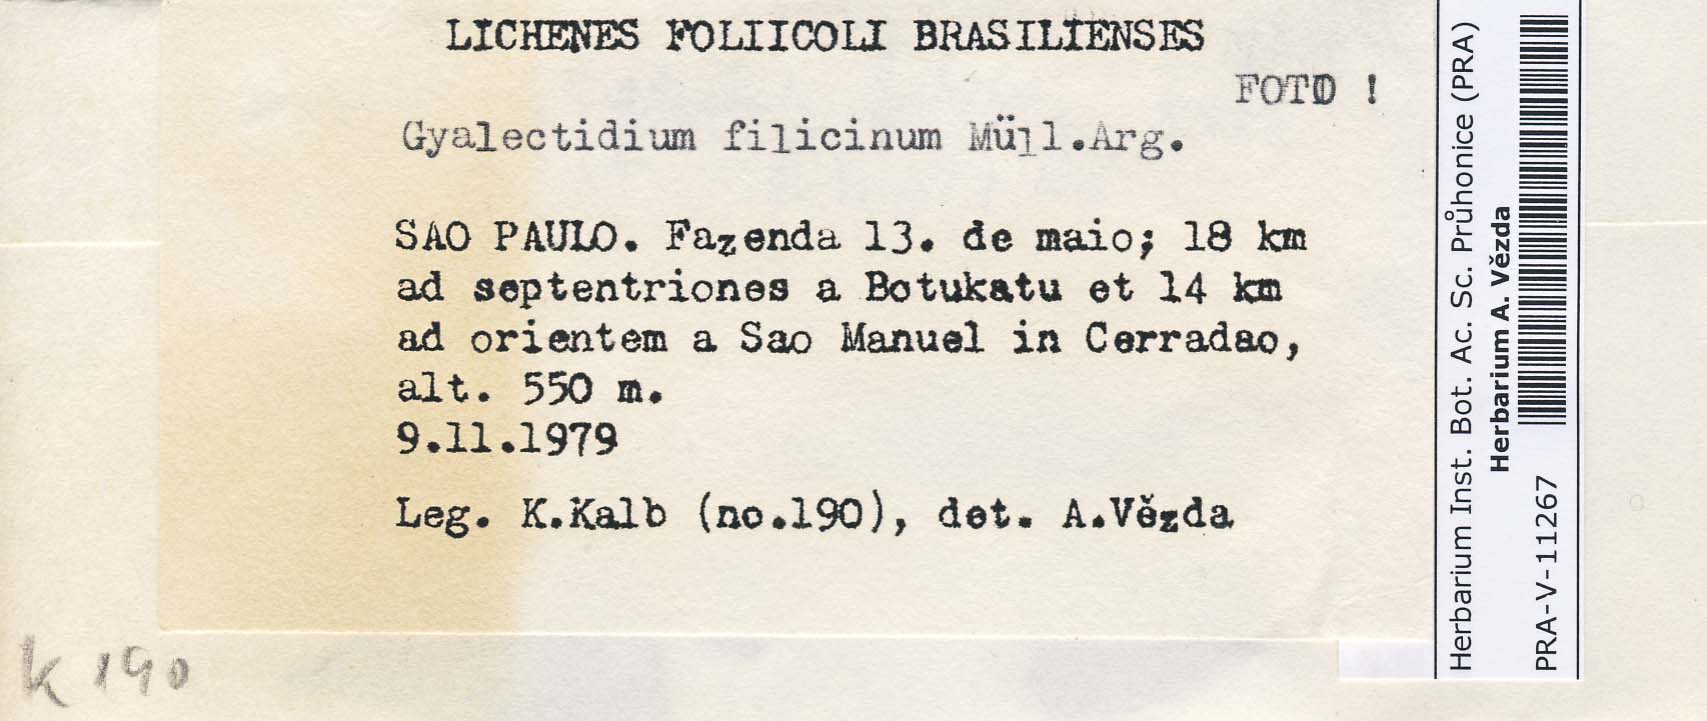 LICHENES FOLIICOLI BRASILIENSES
FOTO !
Gyalectidium filicinum Müll.Arg.
SAO PAULO. Fazenda 13. de maio; 18 km
ad septentriones a Botukatu et 14 km
ad orientem a Sao Manuel in Cerradao,
alt. 550 m.
9.11.1979
Leg. K.Kalb (no.190), det. A.Vězda
K 190
Herbarium Inst. Bot. Ac. Sc. Průhonice (PRA)
Herbarium A. Vězda
PRA-V-11267